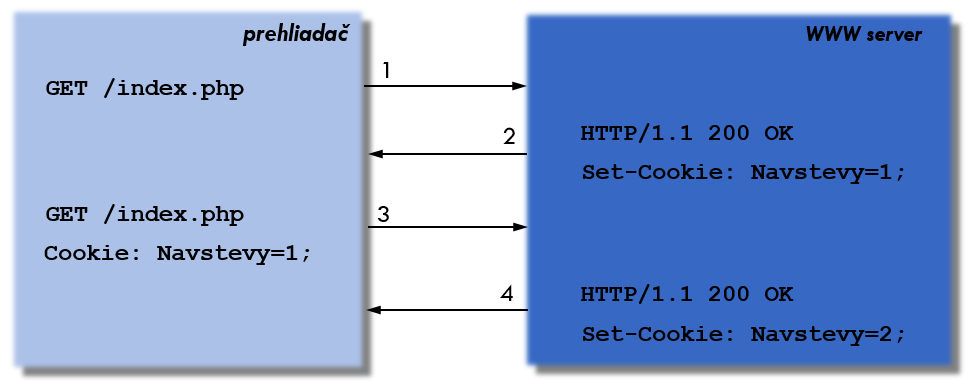 prehliadač
WWW server
GET /index.php
1
2
HTTP/1.1 200 OK
Set-Cookie: Navstevy=1;
GET /index.php
Cookie: Navstevy=1;
3
4
HTTP/1.1 200 OK
Set-Cookie: Navstevy=2;